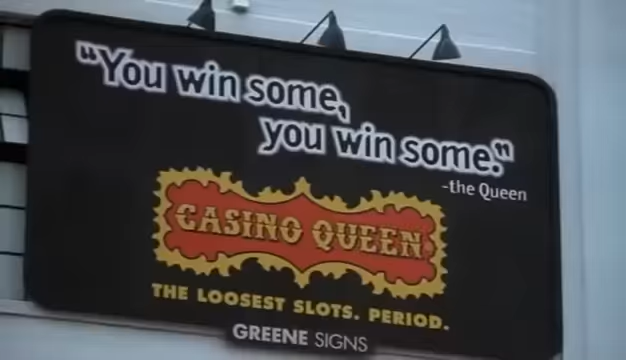 “You win some,
you win some.”
-the Queen
CASINO QUEEN
THE LOOSEST SLOTS. PERIOD.
GREENE SIGNS